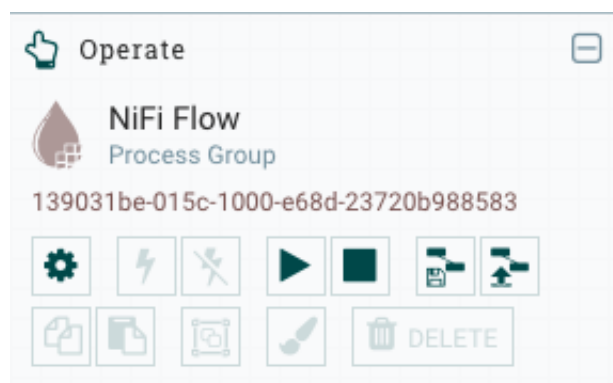 Operate
NiFi Flow
Process Group
139031be-015c-1000-e68d-23720b988583
DELETE